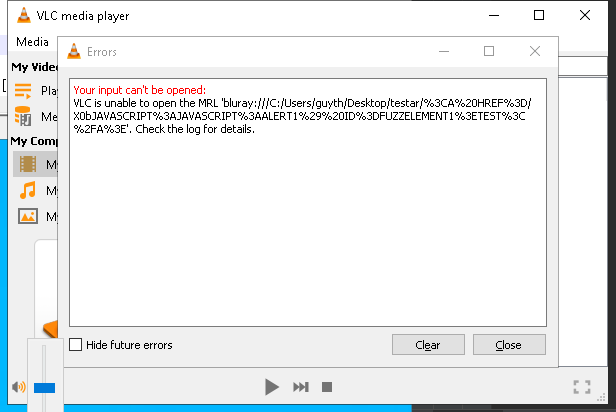 VLC media player
Media
Errors
My Video
Play
Me
My Comp
My
My
My
Your input can't be opened:
VLC is unable to open the MRL 'bluray:///C:/Users/guyth/Desktop/testar/%3CA%20HREF%3D/
X0bJAVASCRIPT%3AJAVASCRIPT%3AALERT1%29%20ID%3DFUZZELEMENT1%3ETEST%3C
%2FA%3E'. Check the log for details.
Hide future errors
Clear
Close